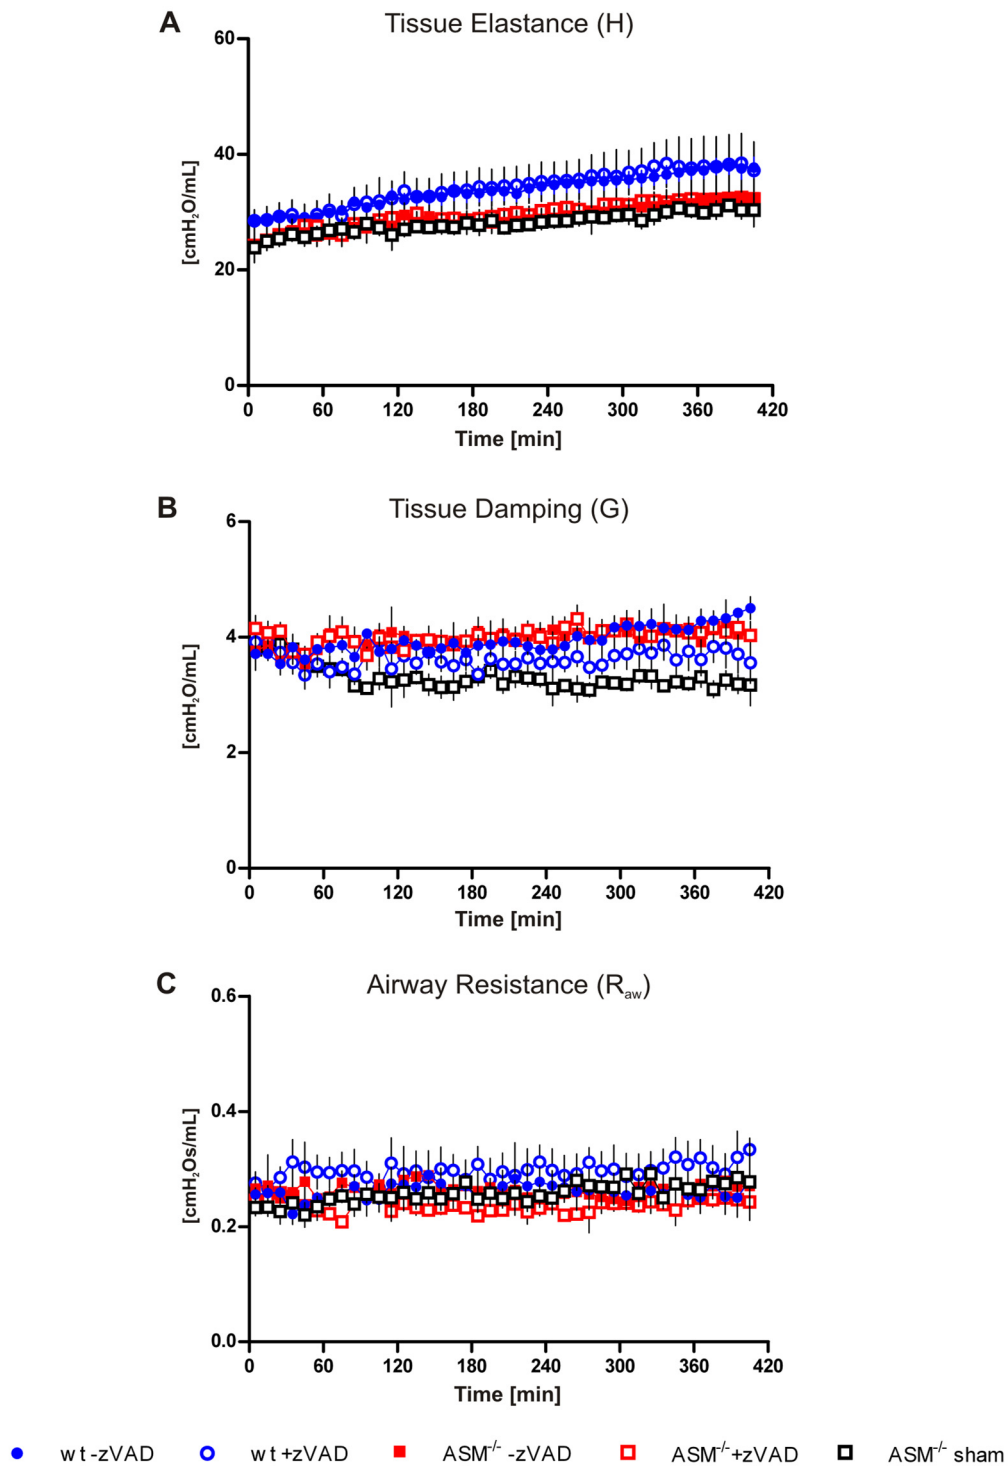 A Tissue Elastance (H)
60
40
20
0
[cmH₂O/mL]
0 60 120 180 240 300 360 420
Time [min]
B Tissue Damping (G)
6
4
2
0
[cmH₂O/mL]
0 60 120 180 240 300 360 420
Time [min]
C Airway Resistance (Raw)
0.6
0.4
0.2
0.0
[cmH₂Os/mL]
0 60 120 180 240 300 360 420
Time [min]
wt-zVAD wt+zVAD ASM⁻/⁻ -zVAD ASM⁻/⁻+zVAD ASM⁻/⁻ sham